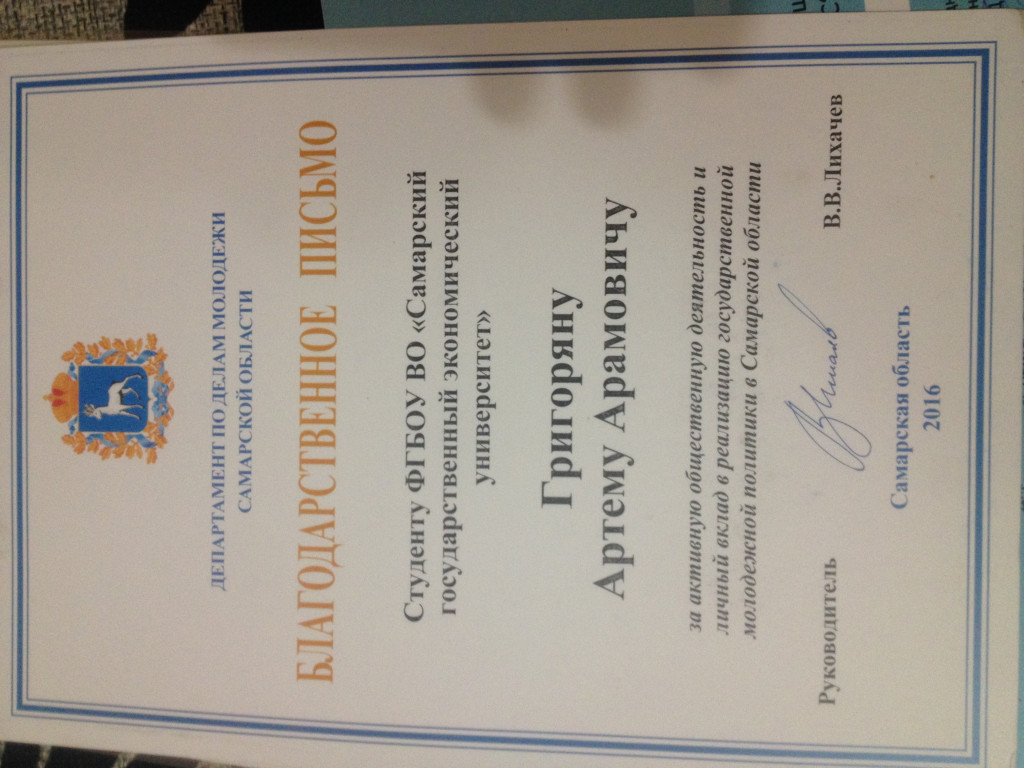 ДЕПАРТАМЕНТ ПО ДЕЛАМ МОЛОДЕЖИ
САМАРСКОЙ ОБЛАСТИ
БЛАГОДАРСТВЕННОЕ ПИСЬМО
Студенту ФГБОУ ВО «Самарский
государственный экономический
университет»
Григоряну
Артему Арамовичу
за активную общественную деятельность и
личный вклад в реализацию государственной
молодежной политики в Самарской области
Руководитель В.В.Лихачев
Самарская область
2016